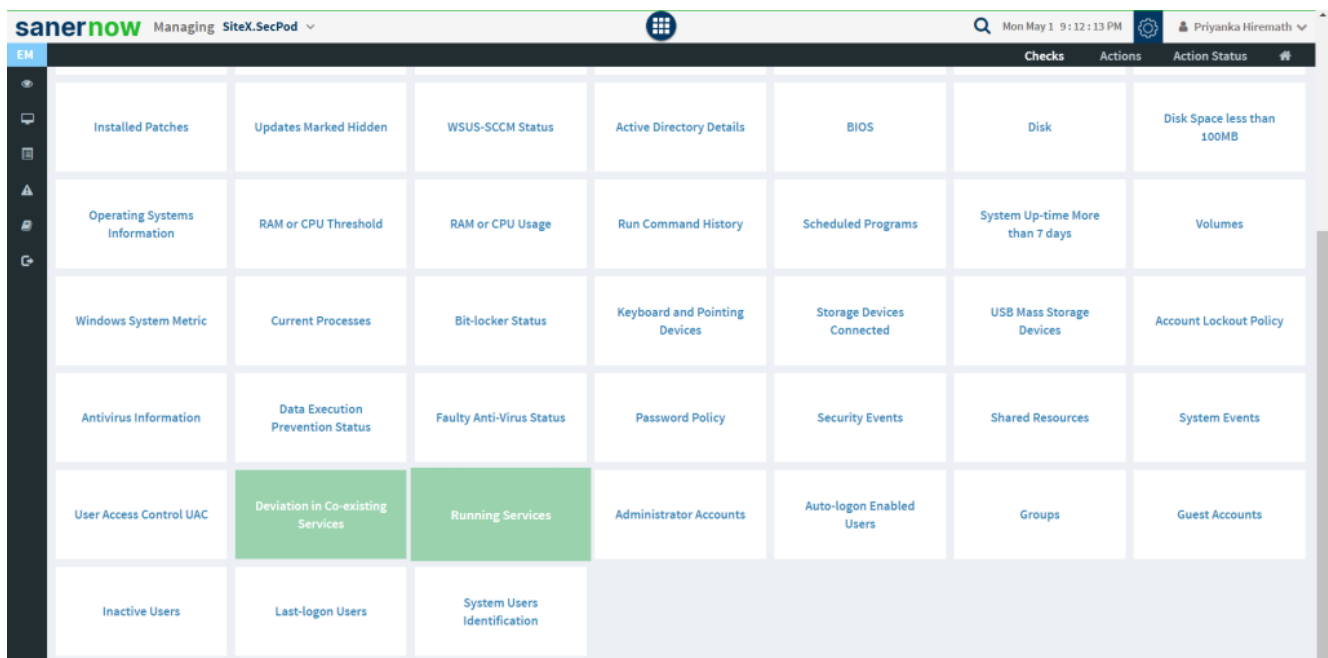 sanernow Managing SiteX.SecPod Mon May 1 9:12:13 PM Priyanka Hiremath
EM Checks Actions Action Status
Installed Patches
Updates Marked Hidden
WSUS-SCCM Status
Active Directory Details
BIOS
Disk
Disk Space less than
100MB
Operating Systems
Information
RAM or CPU Threshold
RAM or CPU Usage
Run Command History
Scheduled Programs
System Up-time More
than 7 days
Volumes
Windows System Metric
Current Processes
Bit-locker Status
Keyboard and Pointing
Devices
Storage Devices
Connected
USB Mass Storage
Devices
Account Lockout Policy
Antivirus Information
Data Execution
Prevention Status
Faulty Anti-Virus Status
Password Policy
Security Events
Shared Resources
System Events
User Access Control UAC
Deviation in Co-existing
Services
Running Services
Administrator Accounts
Auto-logon Enabled
Users
Groups
Guest Accounts
Inactive Users
Last-logon Users
System Users
Identification